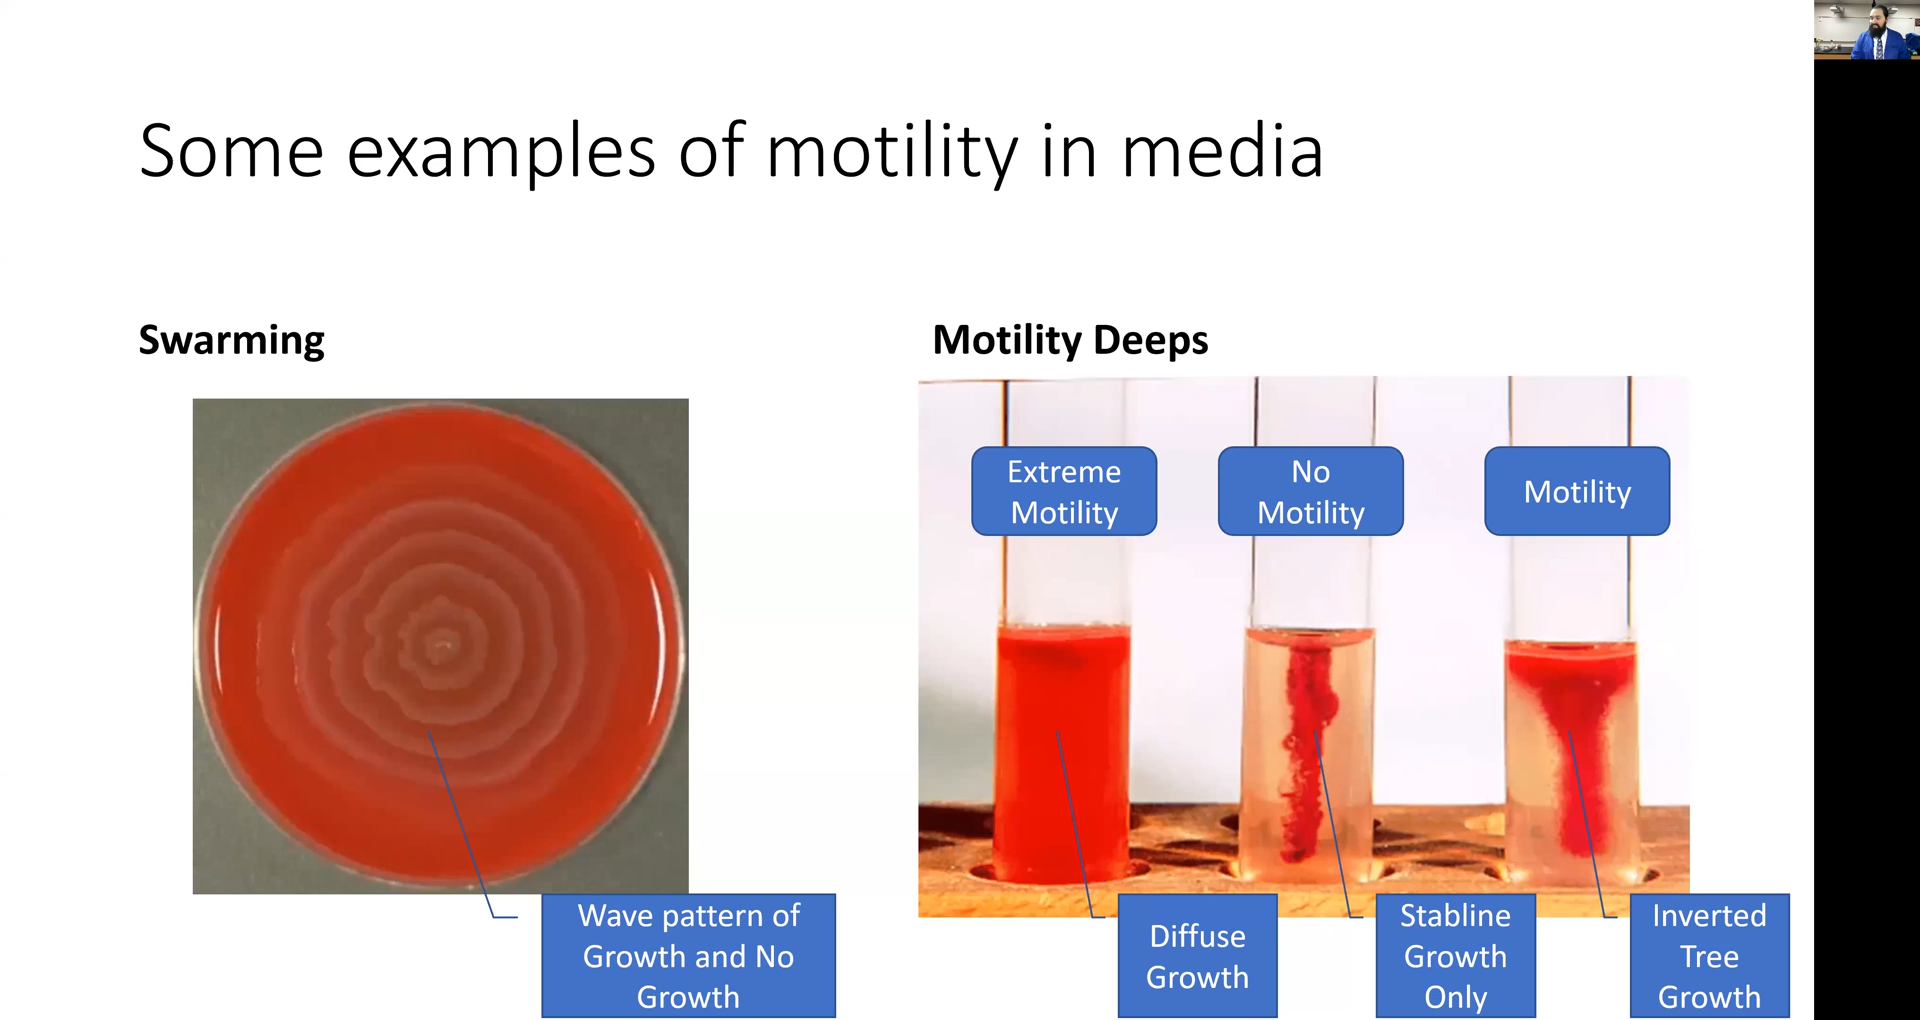 Some examples of motility in media
Swarming
Motility Deeps
Extreme
Motility
No
Motility
Motility
Wave pattern of
Growth and No
Growth
Diffuse
Growth
Stabline
Growth
Only
Inverted
Tree
Growth